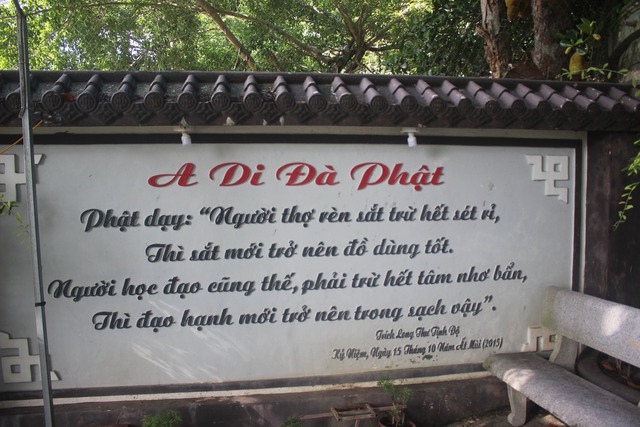 A Di Đà Phật
Phật dạy: "Người thợ rèn sắt trừ hết sét rỉ,
Thì sắt mới trở nên đồ dùng tốt.
Người học đạo cũng thế, phải trừ hết tâm nhơ bẩn,
Thì đạo hạnh mới trở nên trong sạch vậy".
Trích Long Thư Tịnh Độ
Kỷ Niệm, Ngày 15 Tháng 10 Năm Ất Mùi (2015)